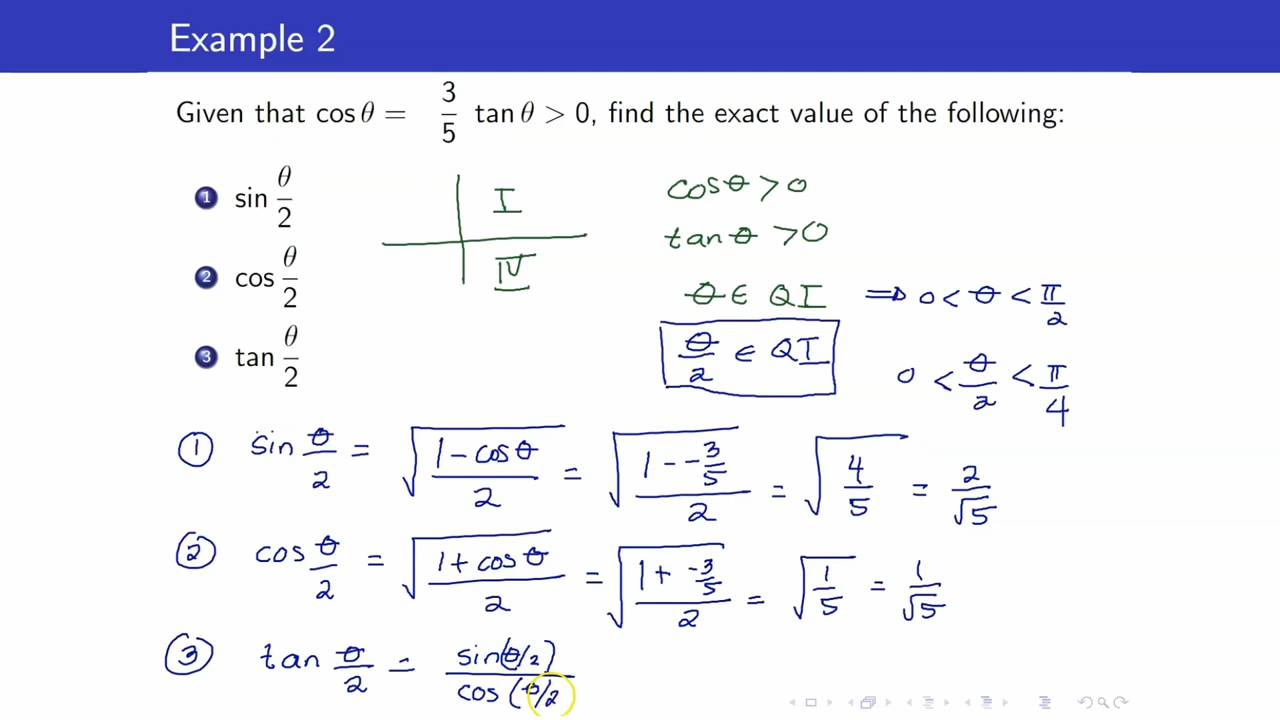 Example 2
Given that cos θ = 3/5 tan θ > 0, find the exact value of the following:
1 sin θ/2
2 cos θ/2
3 tan θ/2
I
IV
cos θ > 0
tan θ > 0
θ ∈ QI ⇒ 0 < θ < π/2
θ/2 ∈ QI
0 < θ/2 < π/4
① sin θ/2 = √((1 - cos θ)/2) = √((1 - -3/5)/2) = √(4/5) = 2/√5
② cos θ/2 = √((1 + cos θ)/2) = √((1 + -3/5)/2) = √(1/5) = 1/√5
③ tan θ/2 = sin(θ/2)/cos(θ/2